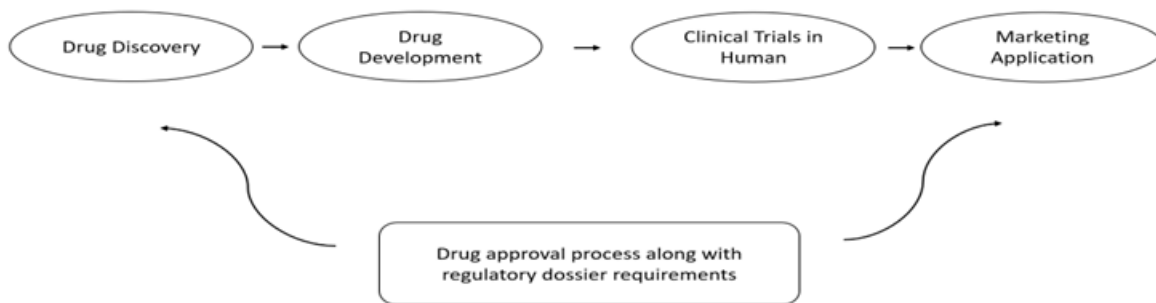 Drug Discovery
Drug
Development
Clinical Trials in
Human
Marketing
Application
Drug approval process along with
regulatory dossier requirements